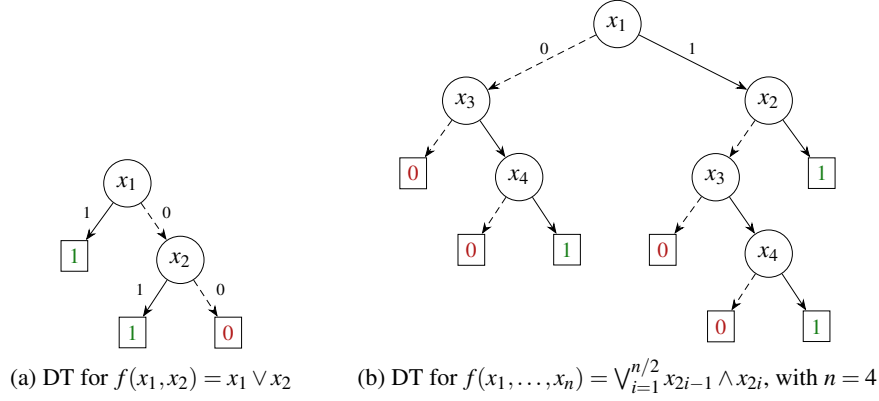 x₁
0
1
x₃
x₂
0
x₄
x₃
1
x₁
1
0
0
1
0
x₄
1
x₂
1
0
0
1
1
0
(a) DT for f(x₁,x₂) = x₁ ∨ x₂
(b) DT for f(x₁,...,xₙ) = ⋁ᵢ₌₁ⁿᐟ² x₂ᵢ₋₁ ∧ x₂ᵢ, with n = 4